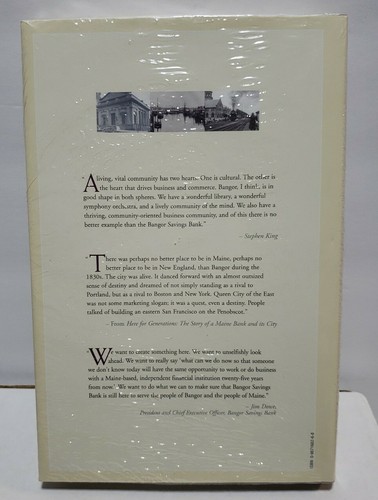 "A living, vital community has two hearts. One is cultural. The other is
the heart that drives business and commerce. Bangor, I think, is in
good shape in both spheres. We have a wonderful library, a wonderful
symphony orchestra, and a lively community of the mind. We also have a
thriving, community-oriented business community, and of this there is no
better example than the Bangor Savings Bank."
– Stephen King
"There was perhaps no better place to be in Maine, perhaps no
better place to be in New England, than Bangor during the
1830s. The city was alive. It danced forward with an outsized
sense of destiny and dreamed of not simply standing as a rival to
Portland, but as a rival to Boston and New York. Queen City of the East
was not some marketing slogan; it was a quest, even a destiny. People
talked of building an eastern San Francisco on the Penobscot."
– From Here for Generations: The Story of a Maine Bank and its City
"We want to create something here. We want to unselfishly look
ahead. We want to really say 'what can we do now so that someone
we don't know today will have the same opportunity to work or do business
with a Maine-based, independent financial institution twenty-five years
from now.' We want to do what we can to make sure that Bangor Savings
Bank is still here to serve the people of Bangor and the people of Maine."
– Jim Dowe,
President and Chief Executive Officer, Bangor Savings Bank